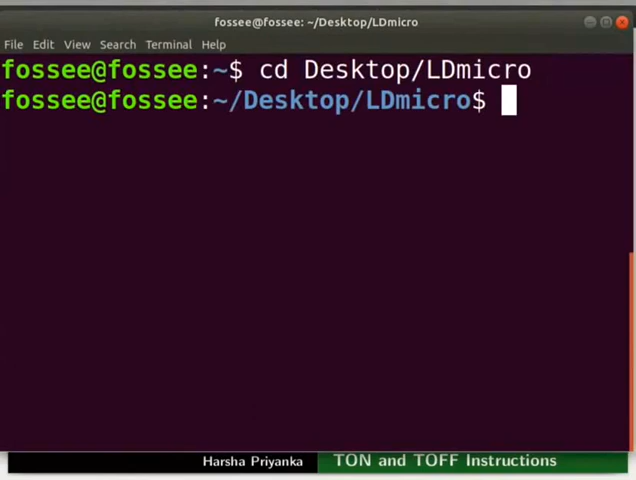 fossee@fossee: ~/Desktop/LDmicro
File Edit View Search Terminal Help
fossee@fossee:~$ cd Desktop/LDmicro
fossee@fossee:~/Desktop/LDmicro$
Harsha Priyanka TON and TOFF Instructions